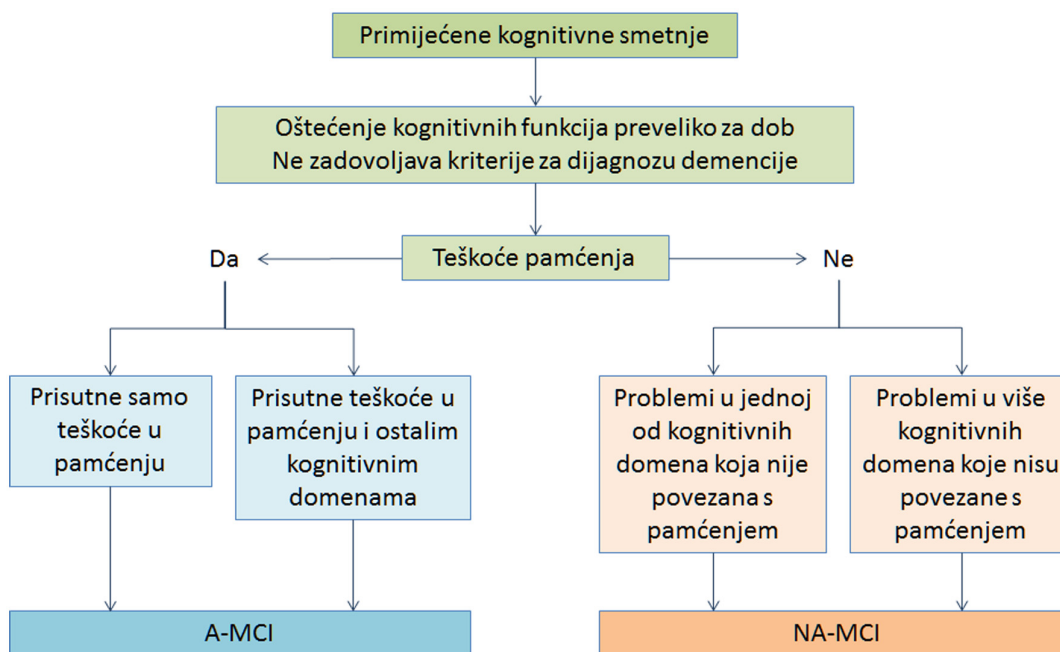 Primijećene kognitivne smetnje
Oštećenje kognitivnih funkcija preveliko za dob
Ne zadovoljava kriterije za dijagnozu demencije
Da
Teškoće pamćenja
Ne
Prisutne samo
teškoće u
pamćenju
Prisutne teškoće u
pamćenju i ostalim
kognitivnim
domenama
Problemi u jednoj
od kognitivnih
domena koja nije
povezana s
pamćenjem
Problemi u više
kognitivnih
domena koje nisu
povezane s
pamćenjem
A-MCI
NA-MCI